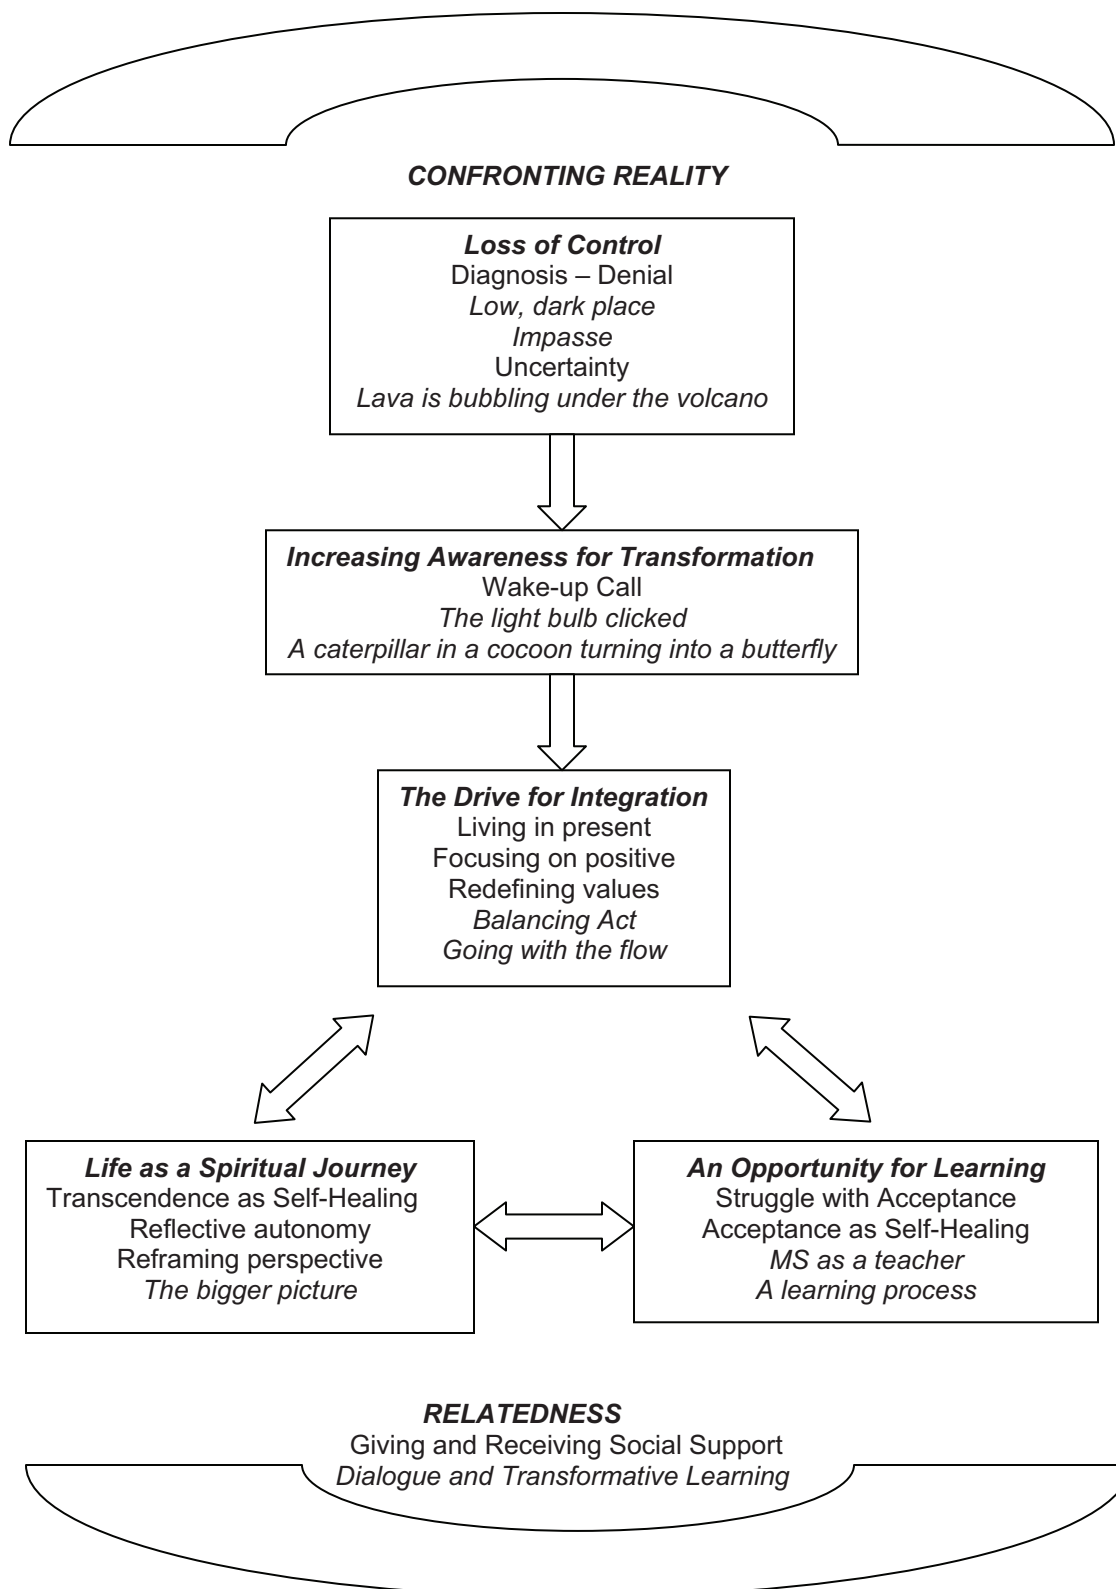 CONFRONTING REALITY
Loss of Control
Diagnosis – Denial
Low, dark place
Impasse
Uncertainty
Lava is bubbling under the volcano
Increasing Awareness for Transformation
Wake-up Call
The light bulb clicked
A caterpillar in a cocoon turning into a butterfly
The Drive for Integration
Living in present
Focusing on positive
Redefining values
Balancing Act
Going with the flow
Life as a Spiritual Journey
Transcendence as Self-Healing
Reflective autonomy
Reframing perspective
The bigger picture
An Opportunity for Learning
Struggle with Acceptance
Acceptance as Self-Healing
MS as a teacher
A learning process
RELATEDNESS
Giving and Receiving Social Support
Dialogue and Transformative Learning